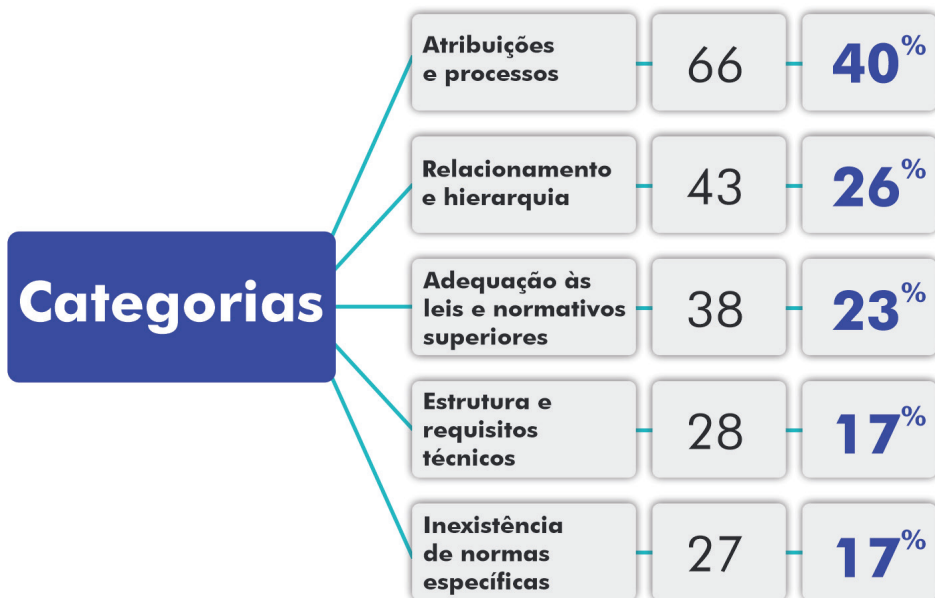 Categorias
Atribuições
e processos
66
40%
Relacionamento
e hierarquia
43
26%
Adequação às
leis e normativos
superiores
38
23%
Estrutura e
requisitos
técnicos
28
17%
Inexistência
de normas
específicas
27
17%